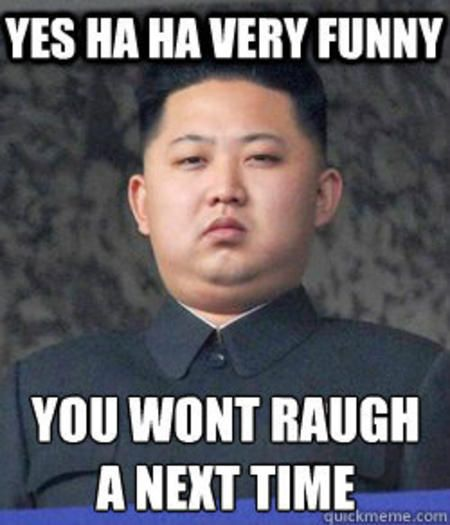 YES HA HA VERY FUNNY
YOU WONT RAUGH
A NEXT TIME
quickmeme.com